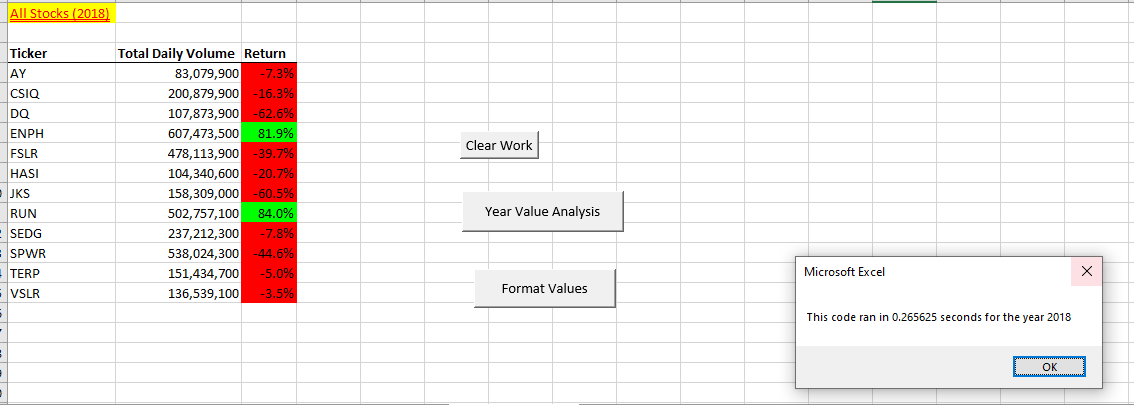 All Stocks (2018)
Ticker Total Daily Volume Return
AY 83,079,900 -7.3%
CSIQ 200,879,900 -16.3%
DQ 107,873,900 -62.6%
ENPH 607,473,500 81.9%
FSLR 478,113,900 -39.7%
HASI 104,340,600 -20.7%
JKS 158,309,000 -60.5%
RUN 502,757,100 84.0%
SEDG 237,212,300 -7.8%
SPWR 538,024,300 -44.6%
TERP 151,434,700 -5.0%
VSLR 136,539,100 -3.5%
Clear Work
Year Value Analysis
Format Values
Microsoft Excel
This code ran in 0.265625 seconds for the year 2018
OK